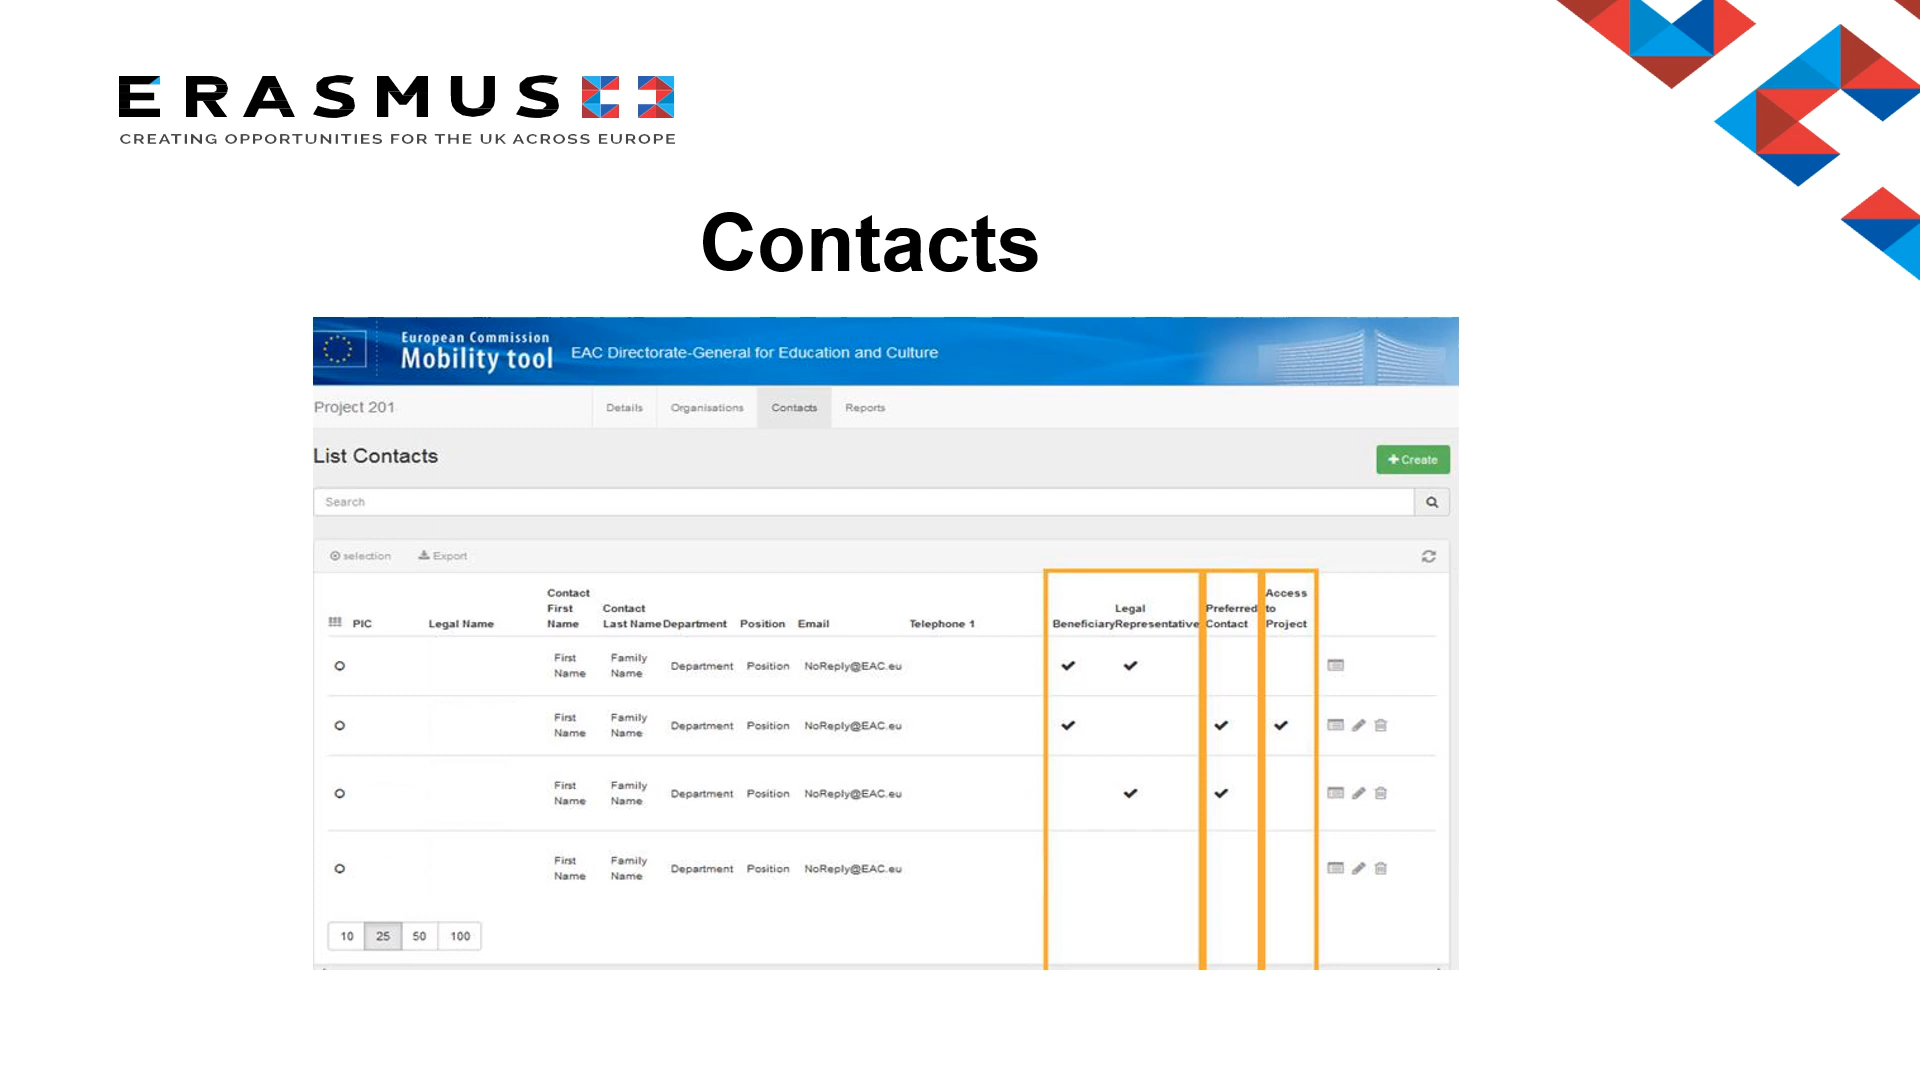 ERASMUS+
CREATING OPPORTUNITIES FOR THE UK ACROSS EUROPE
Contacts
European Commission
Mobility tool
EAC Directorate-General for Education and Culture
Project 201 Details Organisations Contacts Reports
List Contacts
Create
Search
selection Export
PIC Legal Name Contact First Name Contact Last Name Department Position Email Telephone 1 Beneficiary Legal Representative Preferred Contact Access to Project
First Name Family Name Department Position NoReply@EAC.eu
First Name Family Name Department Position NoReply@EAC.eu
First Name Family Name Department Position NoReply@EAC.eu
First Name Family Name Department Position NoReply@EAC.eu
10 25 50 100